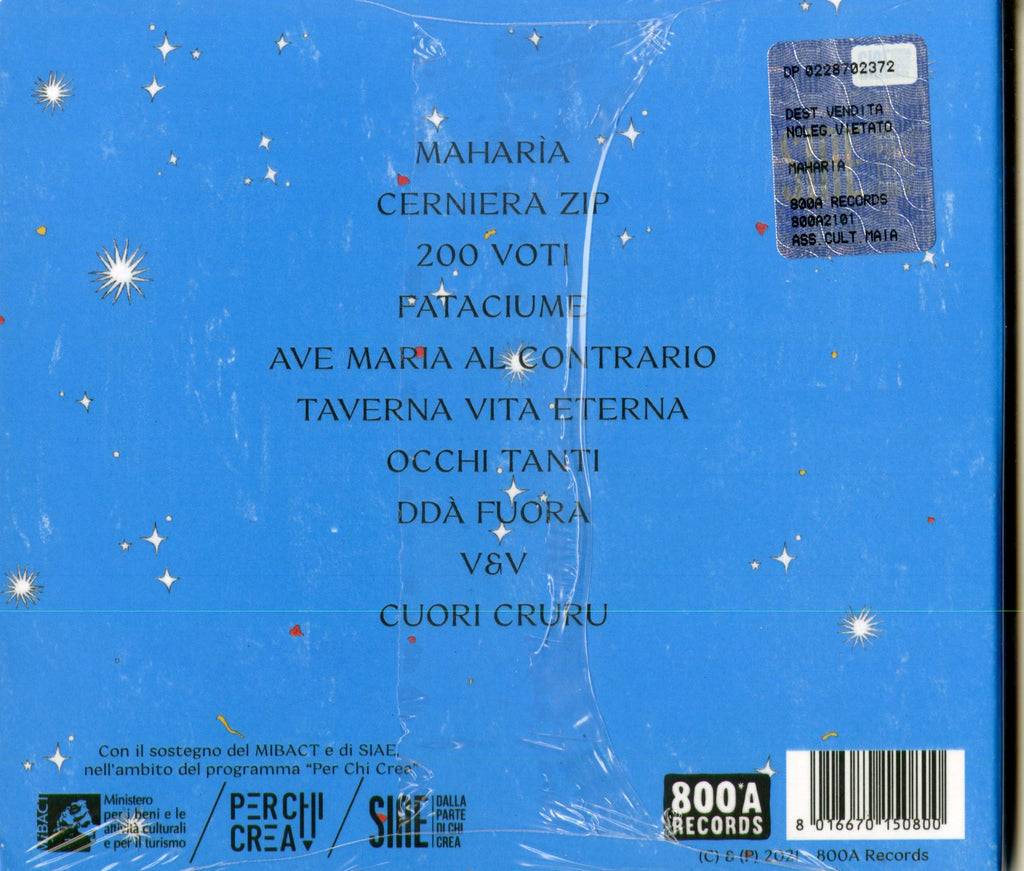 DP 0228702372
DEST.VENDITA
NOLEG.VIETATO
MAHARIA
800A RECORDS
800A2101
ASS.CULT.MAIA
MAHARÌA
CERNIERA ZIP
200 VOTI
PATACIUME
AVE MARIA AL CONTRARIO
TAVERNA VITA ETERNA
OCCHI TANTI
DDÀ FUORA
V&V
CUORI CRURU
Con il sostegno del MIBACT e di SIAE,
nell'ambito del programma “Per Chi Crea”
MIBACT
Ministero
per i beni e le
attività culturali
e per il turismo
PERCHI
CREA
SIAE
DALLA
PARTE
DI CHI
CREA
800*A
RECORDS
8 016670 150800
(C) & (P) 2021 - 800A Records